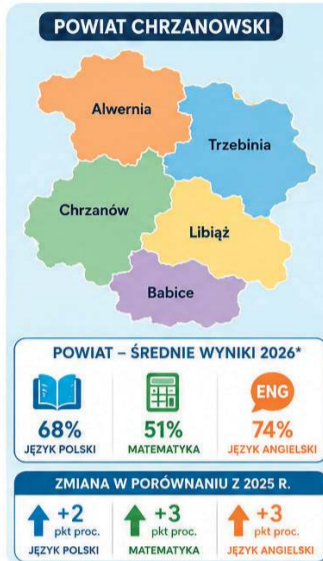 POWIAT CHRZANOWSKI
Alwernia
Trzebinia
Chrzanów
Libiąż
Babice
POWIAT – ŚREDNIE WYNIKI 2026*
ENG
68%
JĘZYK POLSKI
51%
MATEMATYKA
74%
JĘZYK ANGIELSKI
ZMIANA W PORÓWNANIU Z 2025 R.
+2
pkt proc.
JĘZYK POLSKI
+3
pkt proc.
MATEMATYKA
+3
pkt proc.
JĘZYK ANGIELSKI